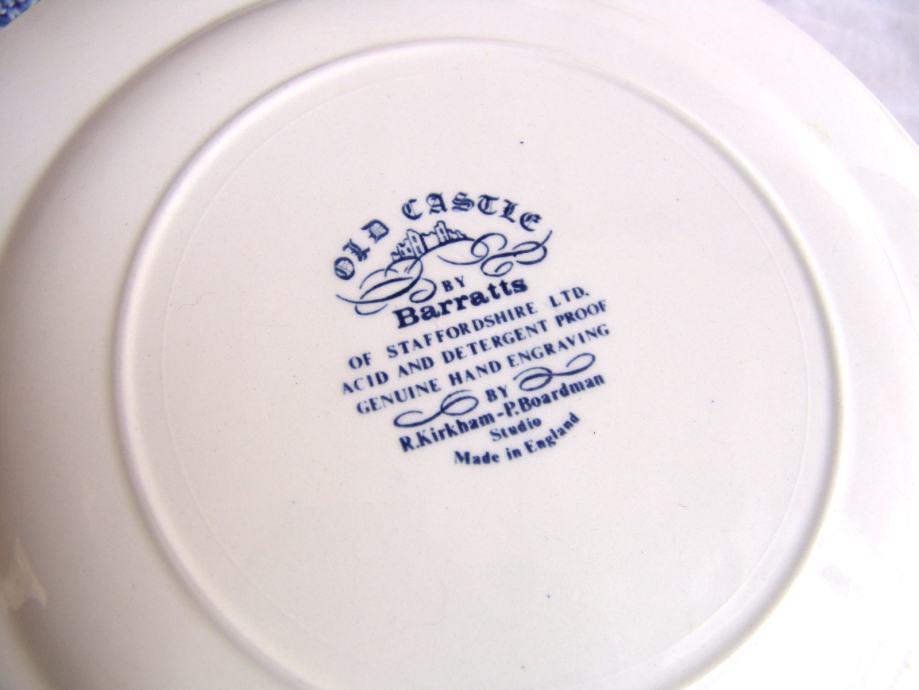 OLD CASTLE
BY
Barratts
OF STAFFORDSHIRE LTD.
ACID AND DETERGENT PROOF
GENUINE HAND ENGRAVING
BY
R.Kirkham-P.Boardman
Studio
Made in England